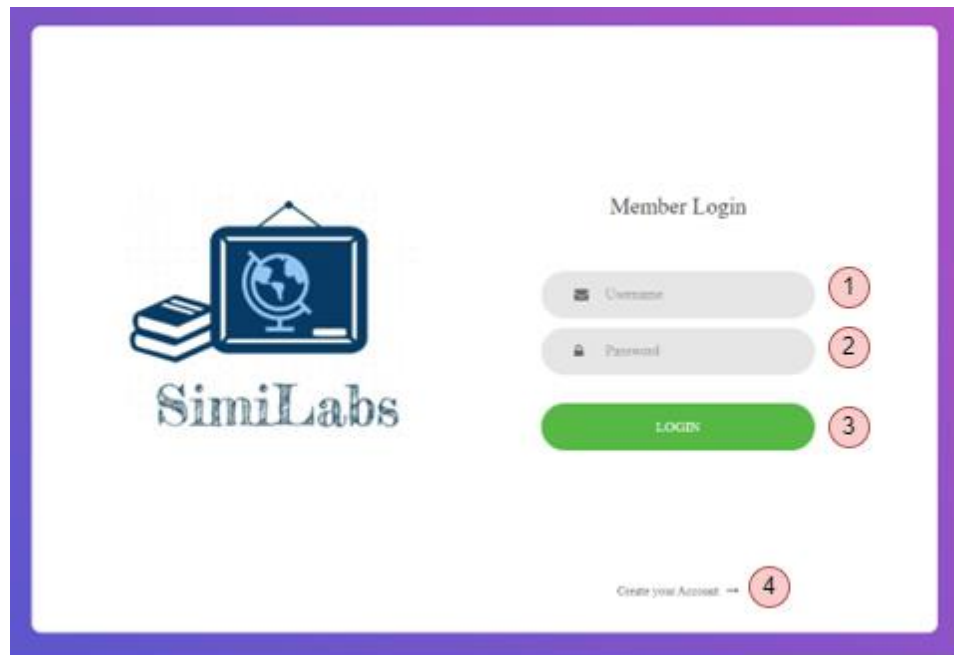 Member Login
Username
1
Password
2
SimiLabs
LOGIN
3
Create your Account →
4